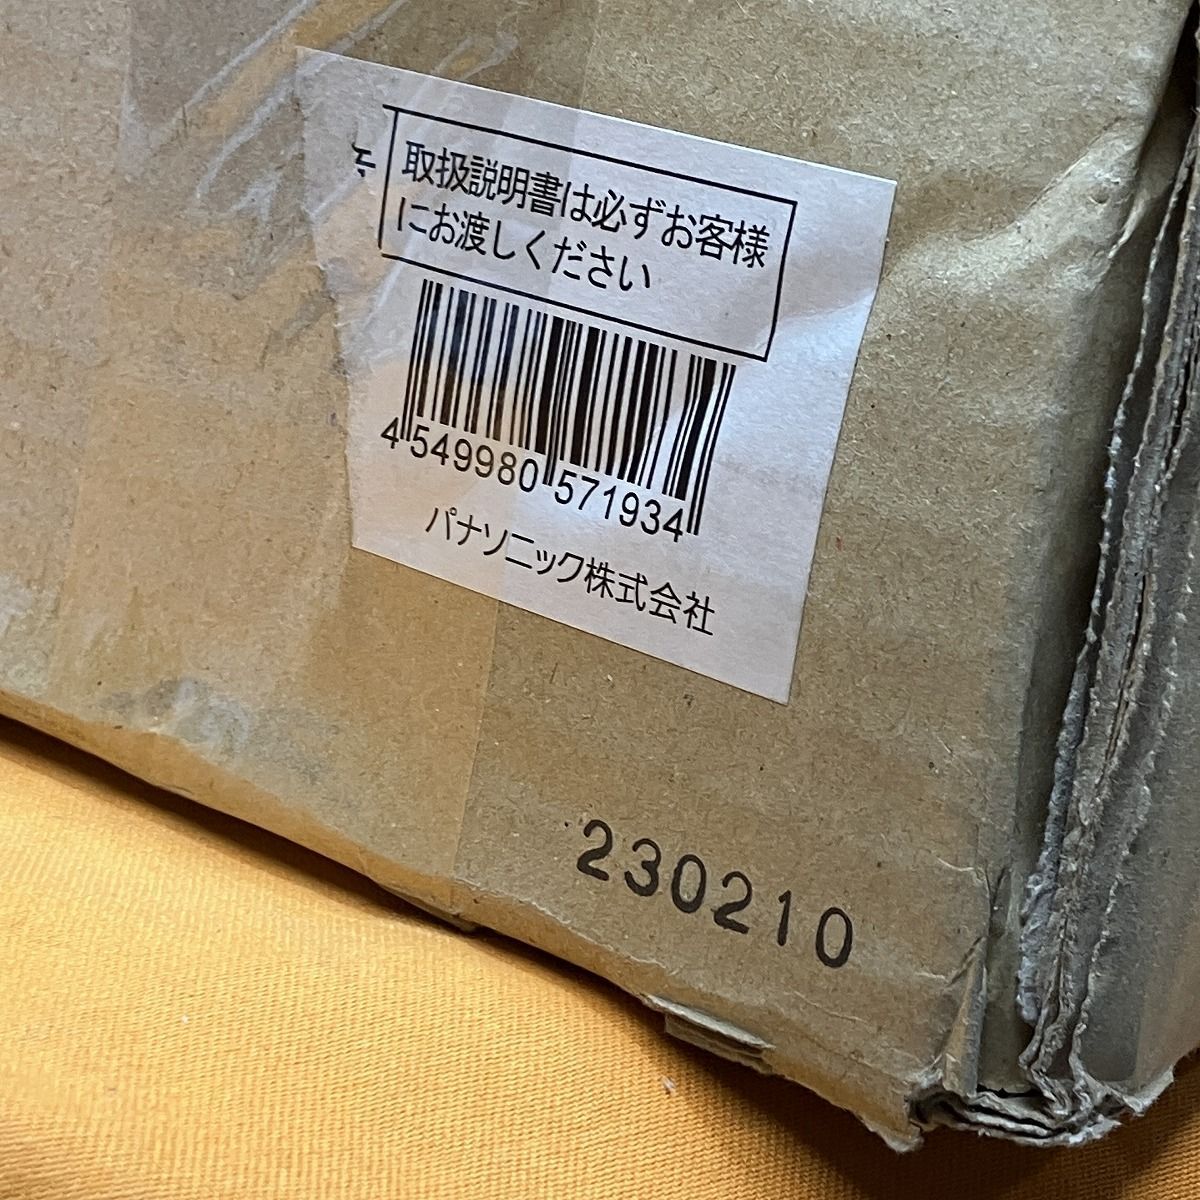 取扱説明書は必ずお客様
にお渡しください
4 549980 571934
パナソニック株式会社
230210